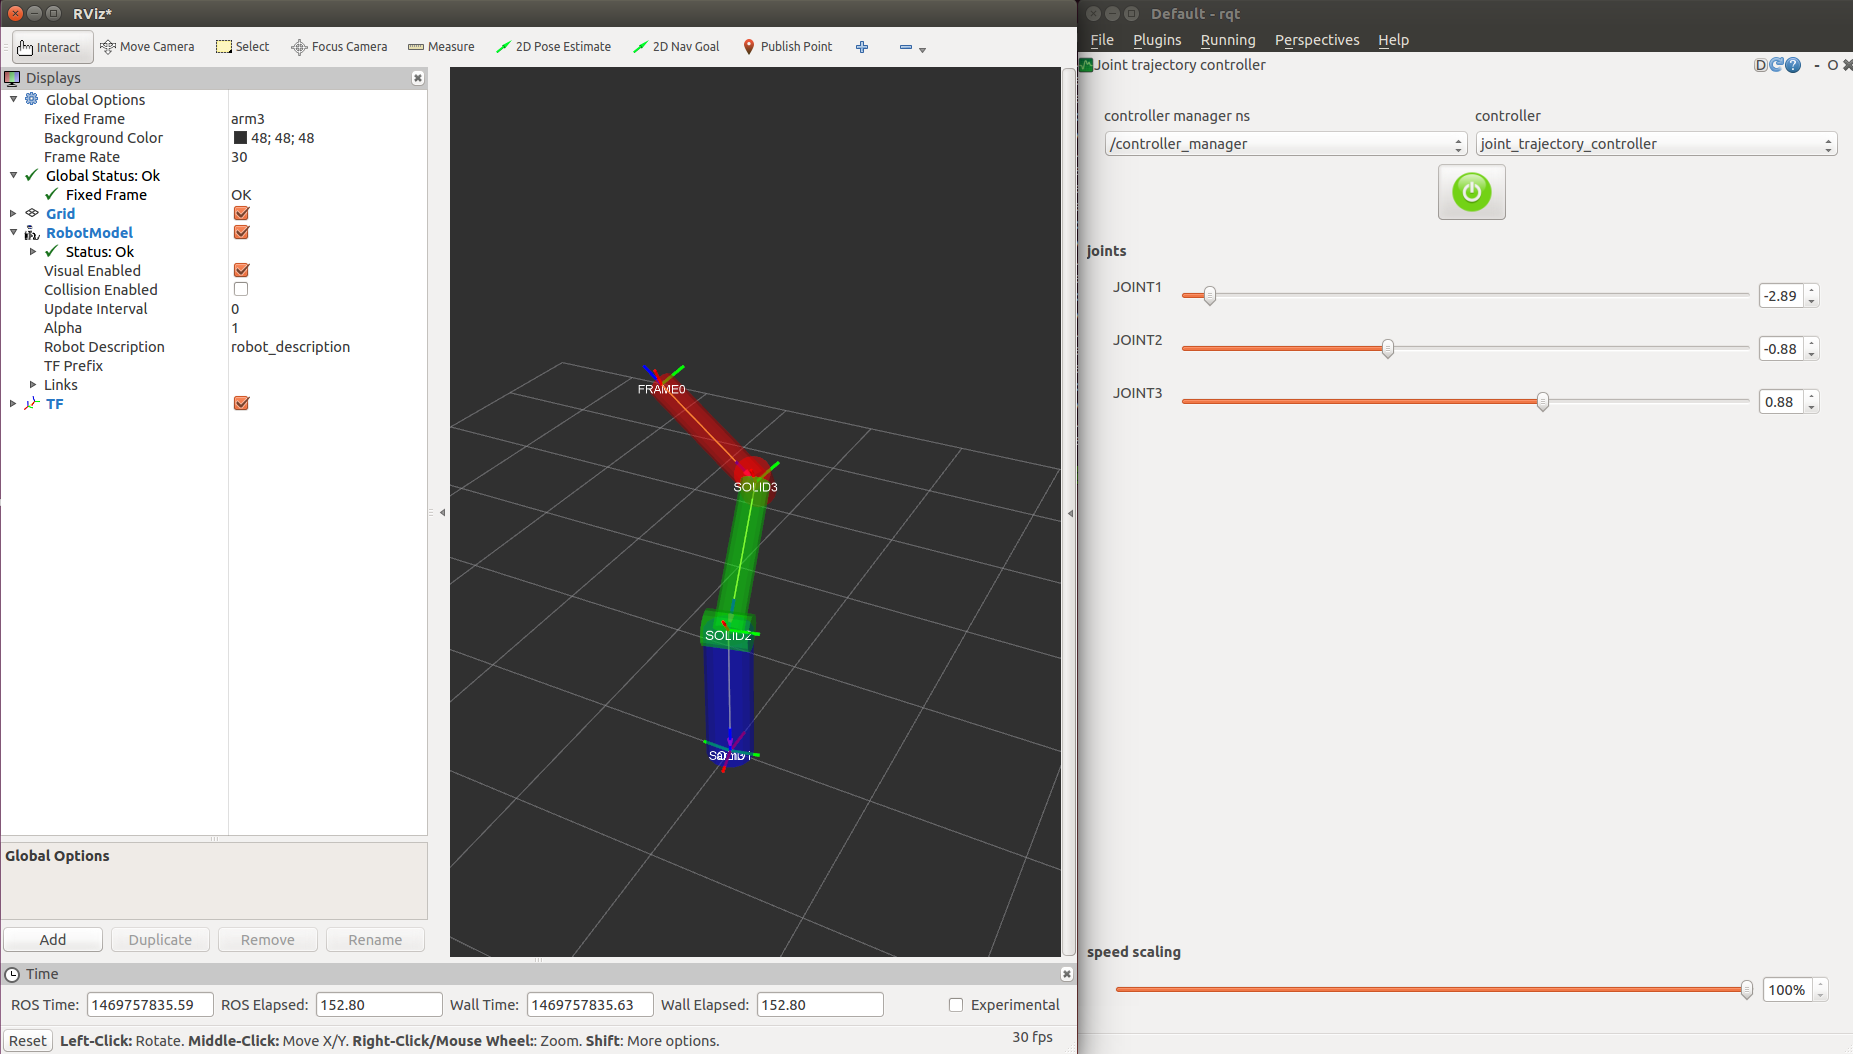 RViz*
Interact Move Camera Select Focus Camera Measure 2D Pose Estimate 2D Nav Goal Publish Point
Displays
Global Options
Fixed Frame arm3
Background Color 48; 48; 48
Frame Rate 30
Global Status: Ok
Fixed Frame OK
Grid
RobotModel
Status: Ok
Visual Enabled
Collision Enabled
Update Interval 0
Alpha 1
Robot Description robot_description
TF Prefix
Links
TF
FRAME0
SOLID3
SOLID2
Global Options
Add Duplicate Remove Rename
Time
ROS Time: 1469757835.59 ROS Elapsed: 152.80 Wall Time: 1469757835.63 Wall Elapsed: 152.80 Experimental
Reset Left-Click: Rotate. Middle-Click: Move X/Y. Right-Click/Mouse Wheel:: Zoom. Shift: More options. 30 fps
Default - rqt
File Plugins Running Perspectives Help
Joint trajectory controller D ? - O
controller manager ns controller
/controller_manager joint_trajectory_controller
joints
JOINT1 -2.89
JOINT2 -0.88
JOINT3 0.88
speed scaling
100%